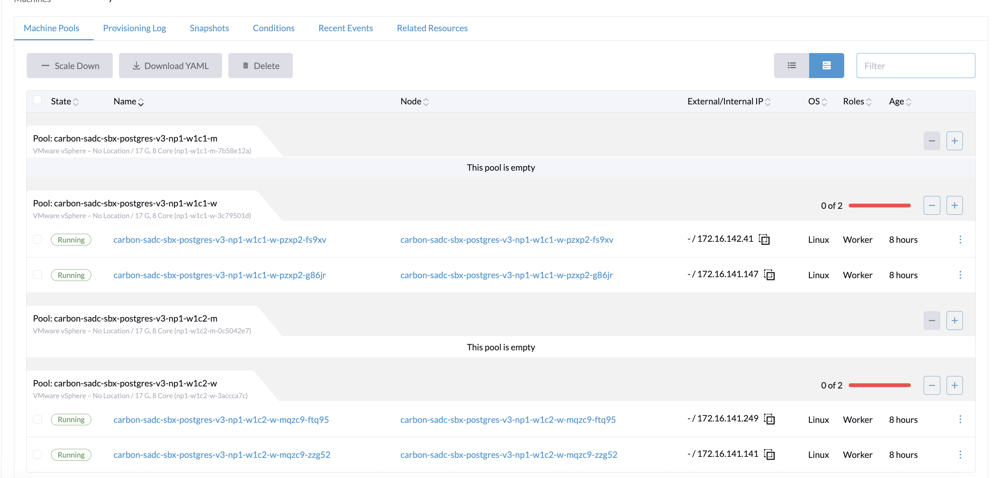 Machines
Machine Pools Provisioning Log Snapshots Conditions Recent Events Related Resources
Scale Down Download YAML Delete Filter
State Name Node External/Internal IP OS Roles Age
Pool: carbon-sadc-sbx-postgres-v3-np1-w1c1-m
VMware vSphere – No Location / 17 G, 8 Core (np1-w1c1-m-7b58e12a)
This pool is empty
Pool: carbon-sadc-sbx-postgres-v3-np1-w1c1-w
0 of 2
VMware vSphere – No Location / 17 G, 8 Core (np1-w1c1-w-3c79501d)
Running carbon-sadc-sbx-postgres-v3-np1-w1c1-w-pzxp2-fs9xv carbon-sadc-sbx-postgres-v3-np1-w1c1-w-pzxp2-fs9xv - / 172.16.142.41 Linux Worker 8 hours
Running carbon-sadc-sbx-postgres-v3-np1-w1c1-w-pzxp2-g86jr carbon-sadc-sbx-postgres-v3-np1-w1c1-w-pzxp2-g86jr - / 172.16.141.147 Linux Worker 8 hours
Pool: carbon-sadc-sbx-postgres-v3-np1-w1c2-m
VMware vSphere – No Location / 17 G, 8 Core (np1-w1c2-m-0c5042e7)
This pool is empty
Pool: carbon-sadc-sbx-postgres-v3-np1-w1c2-w
0 of 2
VMware vSphere – No Location / 17 G, 8 Core (np1-w1c2-w-3accca7c)
Running carbon-sadc-sbx-postgres-v3-np1-w1c2-w-mqzc9-ftq95 carbon-sadc-sbx-postgres-v3-np1-w1c2-w-mqzc9-ftq95 - / 172.16.141.249 Linux Worker 8 hours
Running carbon-sadc-sbx-postgres-v3-np1-w1c2-w-mqzc9-zzg52 carbon-sadc-sbx-postgres-v3-np1-w1c2-w-mqzc9-zzg52 - / 172.16.141.141 Linux Worker 8 hours